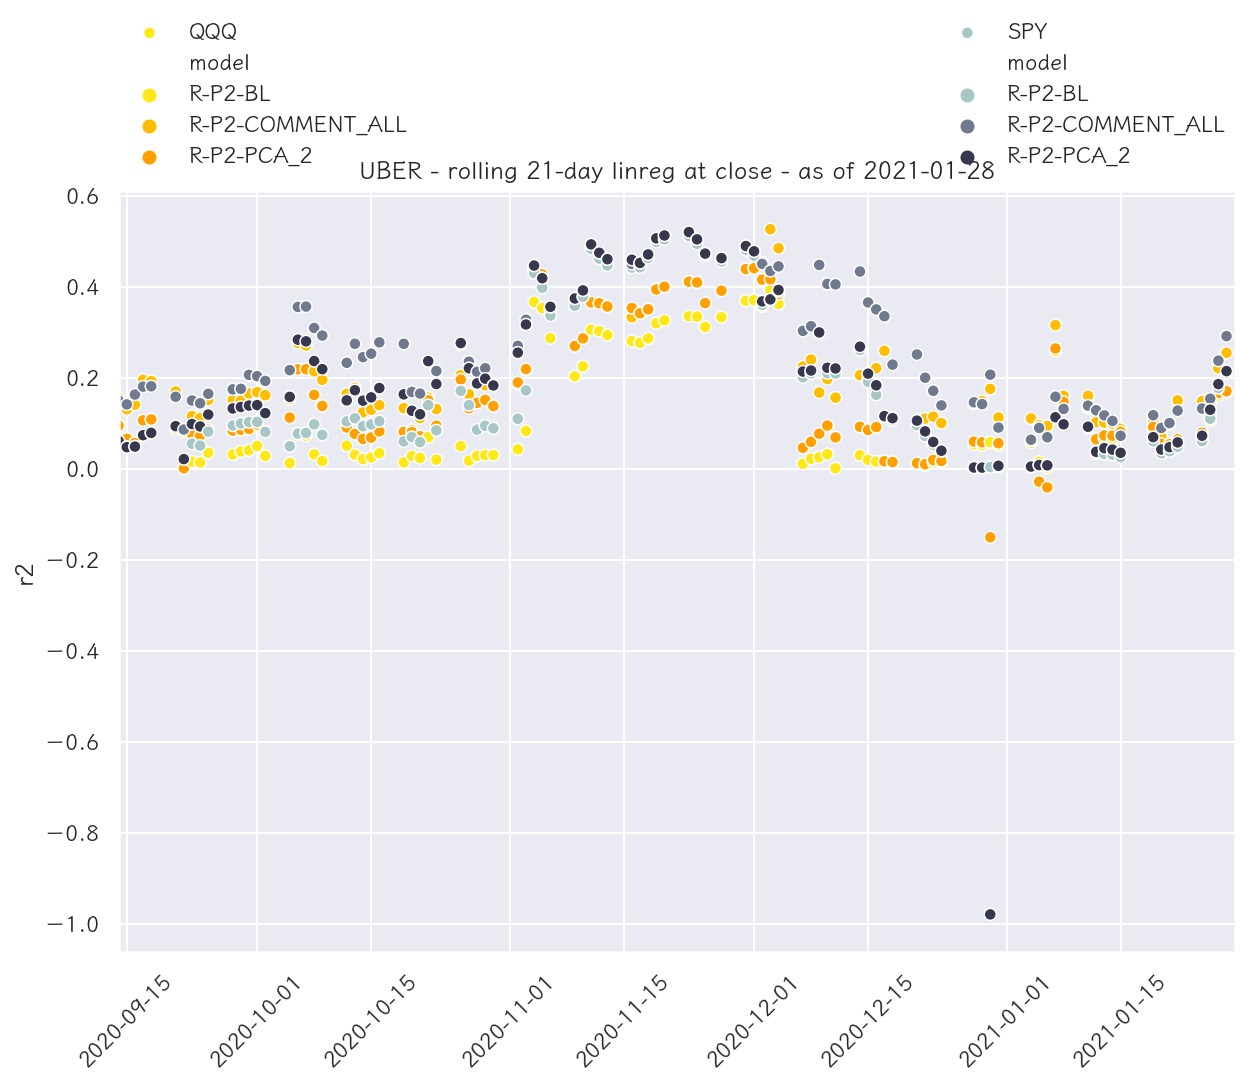 QQQ
model
R-P2-BL
R-P2-COMMENT_ALL
R-P2-PCA_2
SPY
model
R-P2-BL
R-P2-COMMENT_ALL
R-P2-PCA_2
UBER - rolling 21-day linreg at close - as of 2021-01-28
r2
0.6
0.4
0.2
0.0
−0.2
−0.4
−0.6
−0.8
−1.0
2020-09-15
2020-10-01
2020-10-15
2020-11-01
2020-11-15
2020-12-01
2020-12-15
2021-01-01
2021-01-15